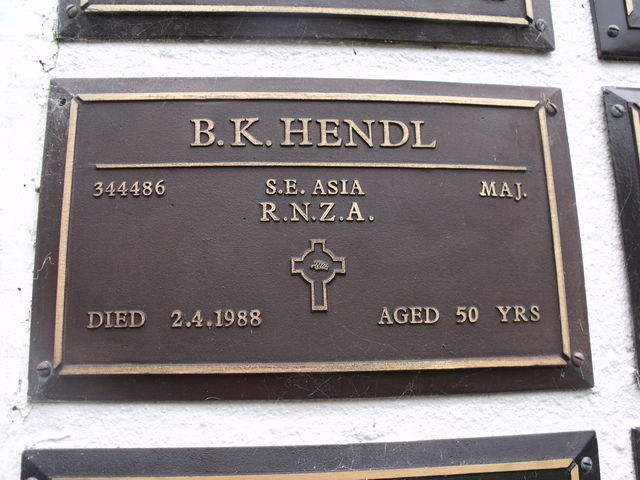 B.K. HENDL
344486 S.E. ASIA MAJ.
R.N.Z.A.
DIED 2.4.1988 AGED 50 YRS